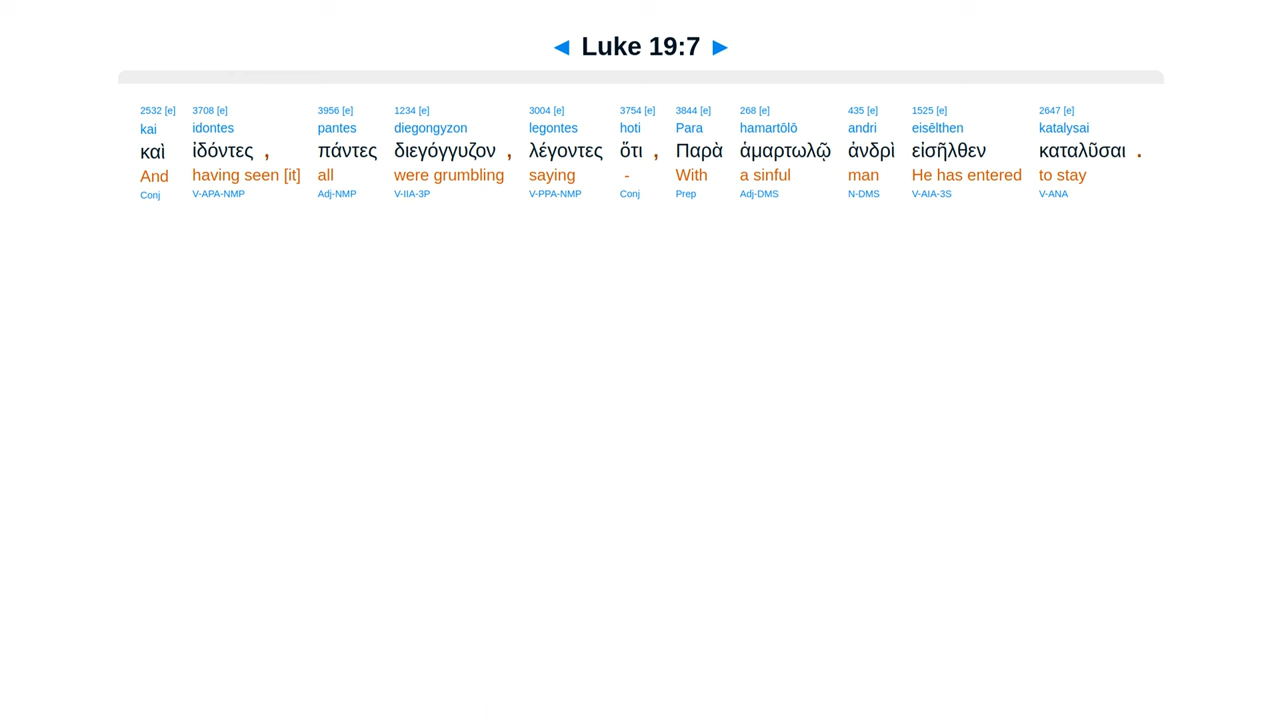 ◄ Luke 19:7 ►
2532 [e] 3708 [e] 3956 [e] 1234 [e] 3004 [e] 3754 [e] 3844 [e] 268 [e] 435 [e] 1525 [e] 2647 [e]
kai idontes pantes diegongyzon legontes hoti Para hamartōlō andri eisēlthen katalysai
καὶ ἰδόντες , πάντες διεγόγγυζον , λέγοντες ὅτι , Παρὰ ἁμαρτωλῷ ἀνδρὶ εἰσῆλθεν καταλῦσαι .
And having seen [it] all were grumbling saying - With a sinful man He has entered to stay
Conj V-APA-NMP Adj-NMP V-IIA-3P V-PPA-NMP Conj Prep Adj-DMS N-DMS V-AIA-3S V-ANA